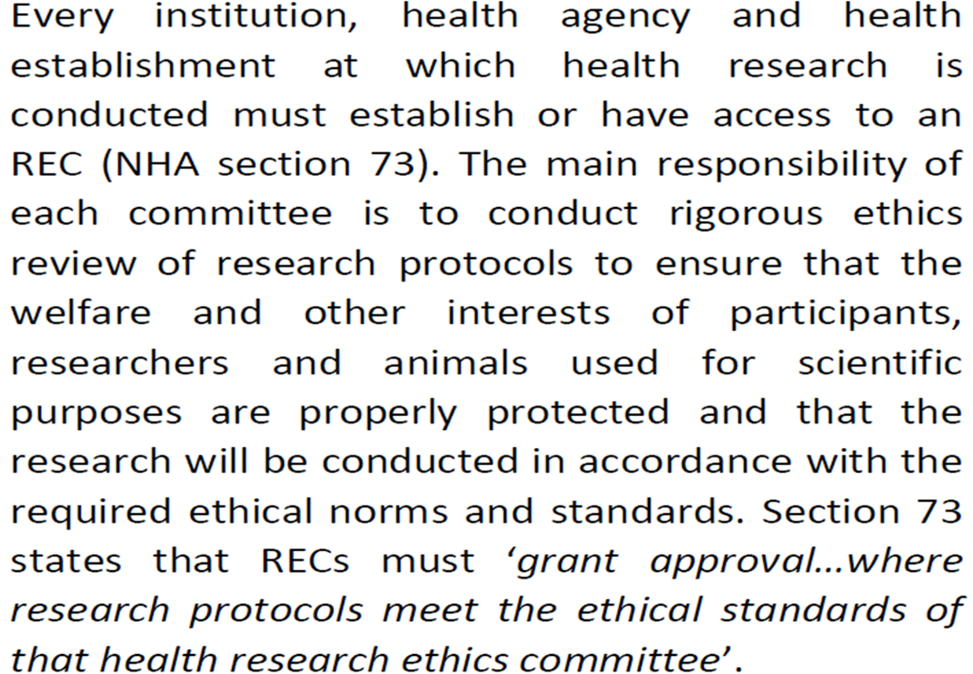 Every institution, health agency and health
establishment at which health research is
conducted must establish or have access to an
REC (NHA section 73). The main responsibility of
each committee is to conduct rigorous ethics
review of research protocols to ensure that the
welfare and other interests of participants,
researchers and animals used for scientific
purposes are properly protected and that the
research will be conducted in accordance with the
required ethical norms and standards. Section 73
states that RECs must ‘grant approval…where
research protocols meet the ethical standards of
that health research ethics committee’.